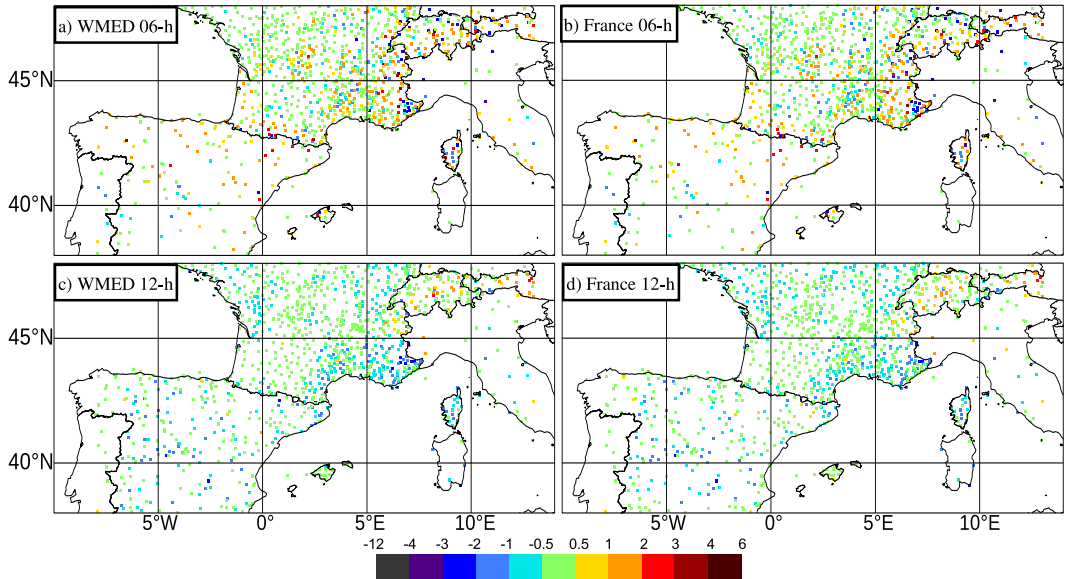 a) WMED 06-h
b) France 06-h
45°N
40°N
c) WMED 12-h
d) France 12-h
45°N
40°N
5°W 0° 5°E 10°E 5°W 0° 5°E 10°E
-12 -4 -3 -2 -1 -0.5 0.5 1 2 3 4 6